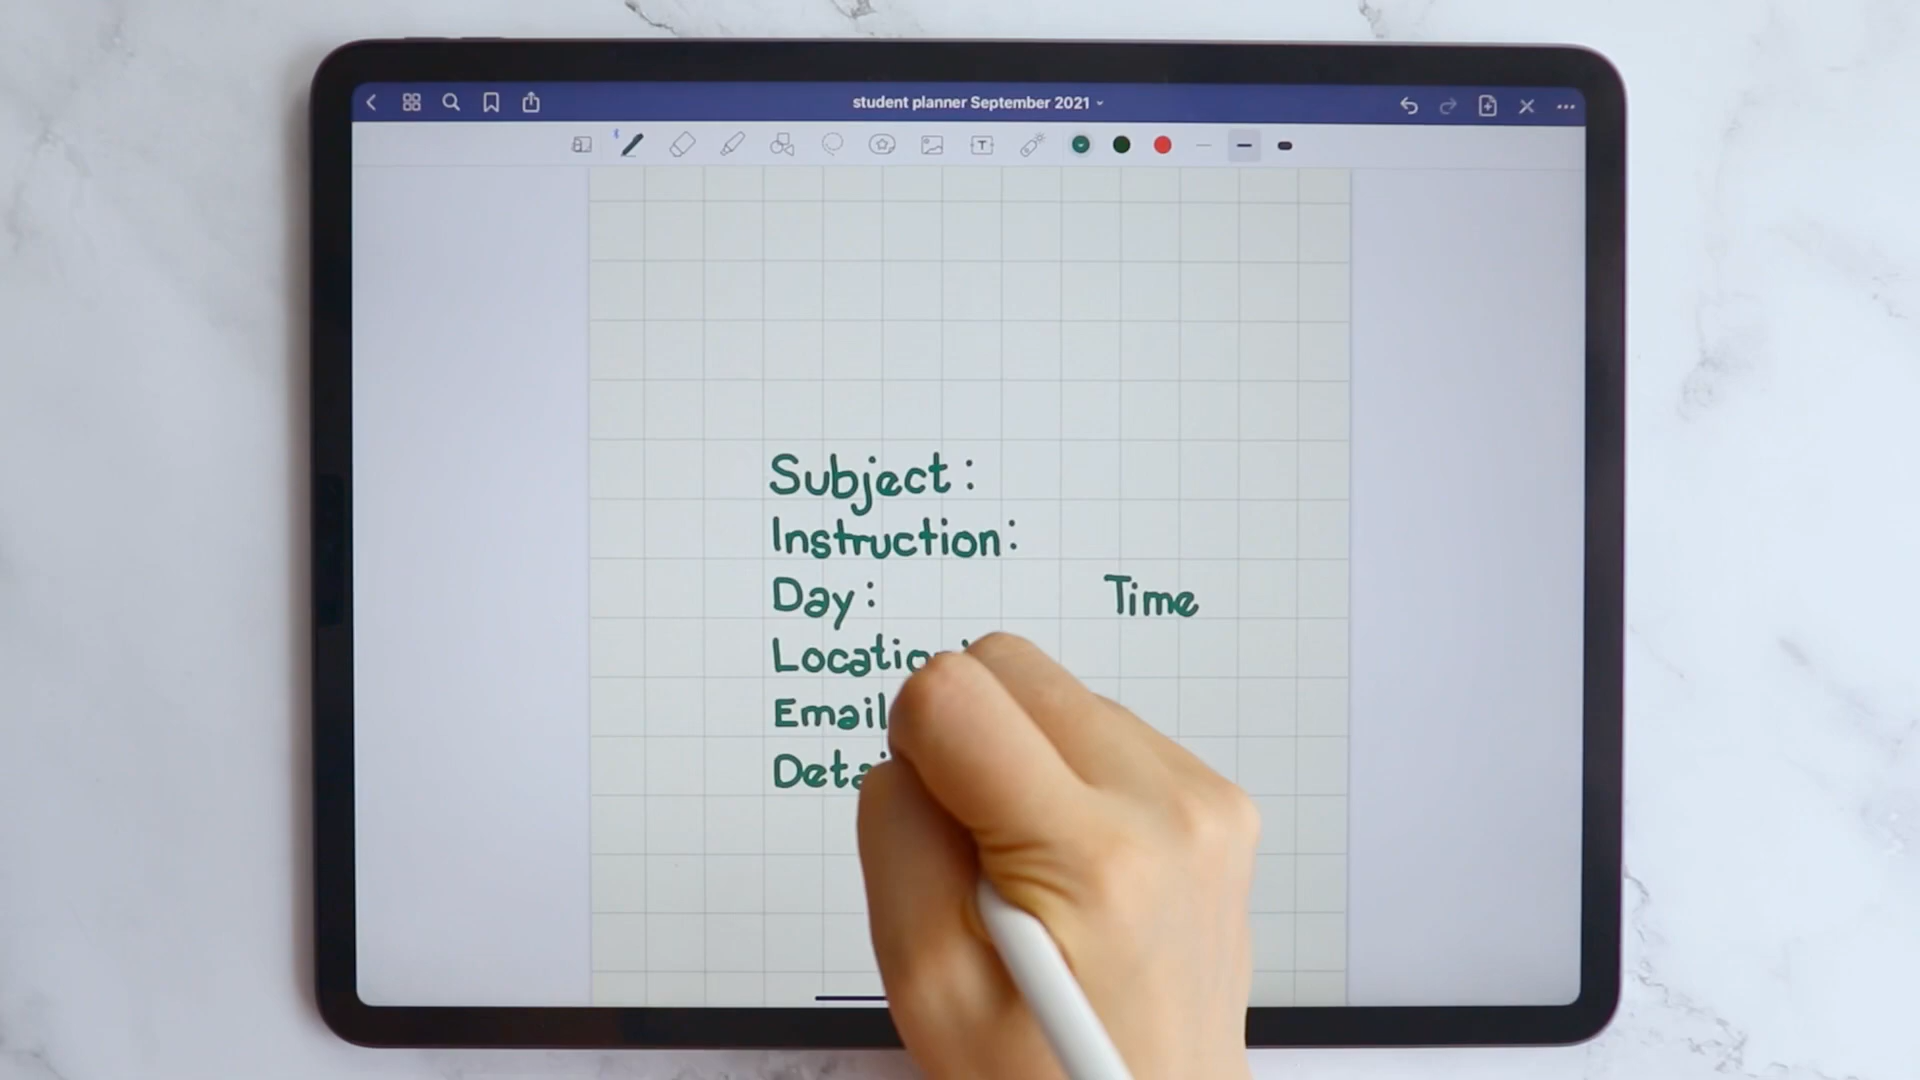 student planner September 2021
Subject :
Instruction:
Day : Time
Email